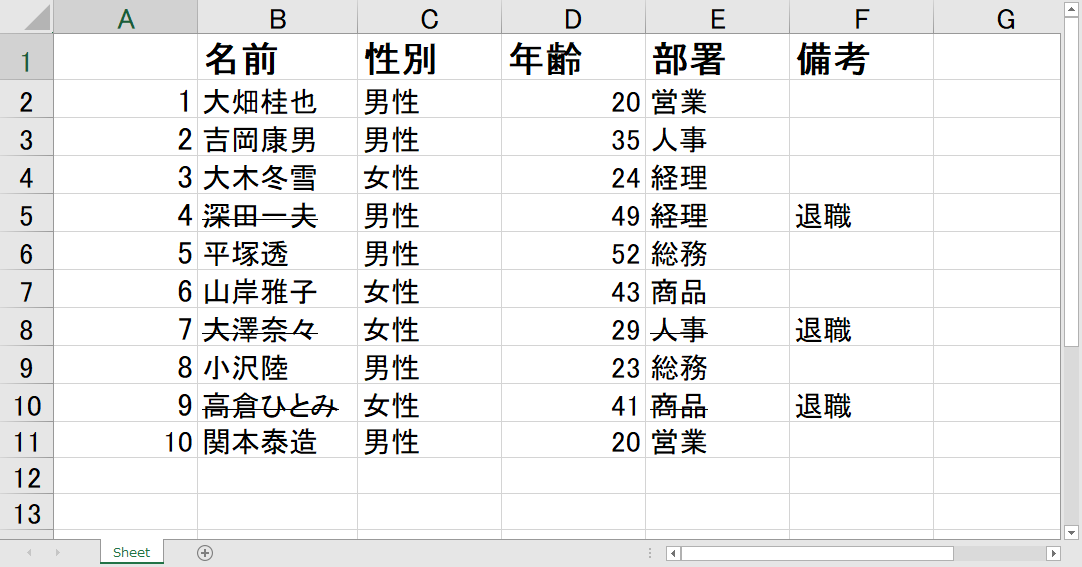 A B C D E F G
1 名前 性別 年齢 部署 備考
2 1 大畑桂也 男性 20 営業
3 2 吉岡康男 男性 35 人事
4 3 大木冬雪 女性 24 経理
5 4 深田一夫 男性 49 経理 退職
6 5 平塚透 男性 52 総務
7 6 山岸雅子 女性 43 商品
8 7 大澤奈々 女性 29 人事 退職
9 8 小沢陸 男性 23 総務
10 9 高倉ひとみ 女性 41 商品 退職
11 10 関本泰造 男性 20 営業
12
13
Sheet